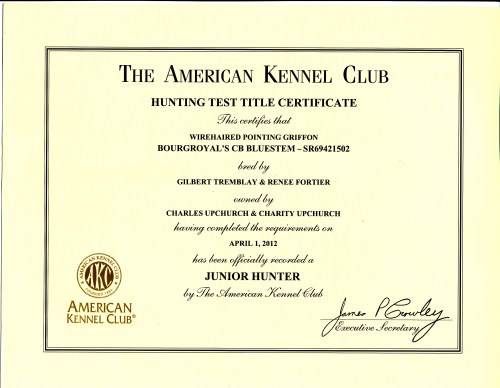 THE AMERICAN KENNEL CLUB
HUNTING TEST TITLE CERTIFICATE
This certifies that
WIREHAIRED POINTING GRIFFON
BOURGROYAL'S CB BLUESTEM – SR69421502
bred by
GILBERT TREMBLAY & RENEE FORTIER
owned by
CHARLES UPCHURCH & CHARITY UPCHURCH
having completed the requirements on
APRIL 1, 2012
has been officially recorded a
JUNIOR HUNTER
by The American Kennel Club
AMERICAN KENNEL CLUB
AKC
AMERICAN
KENNEL CLUB®
James P Crowley
Executive Secretary